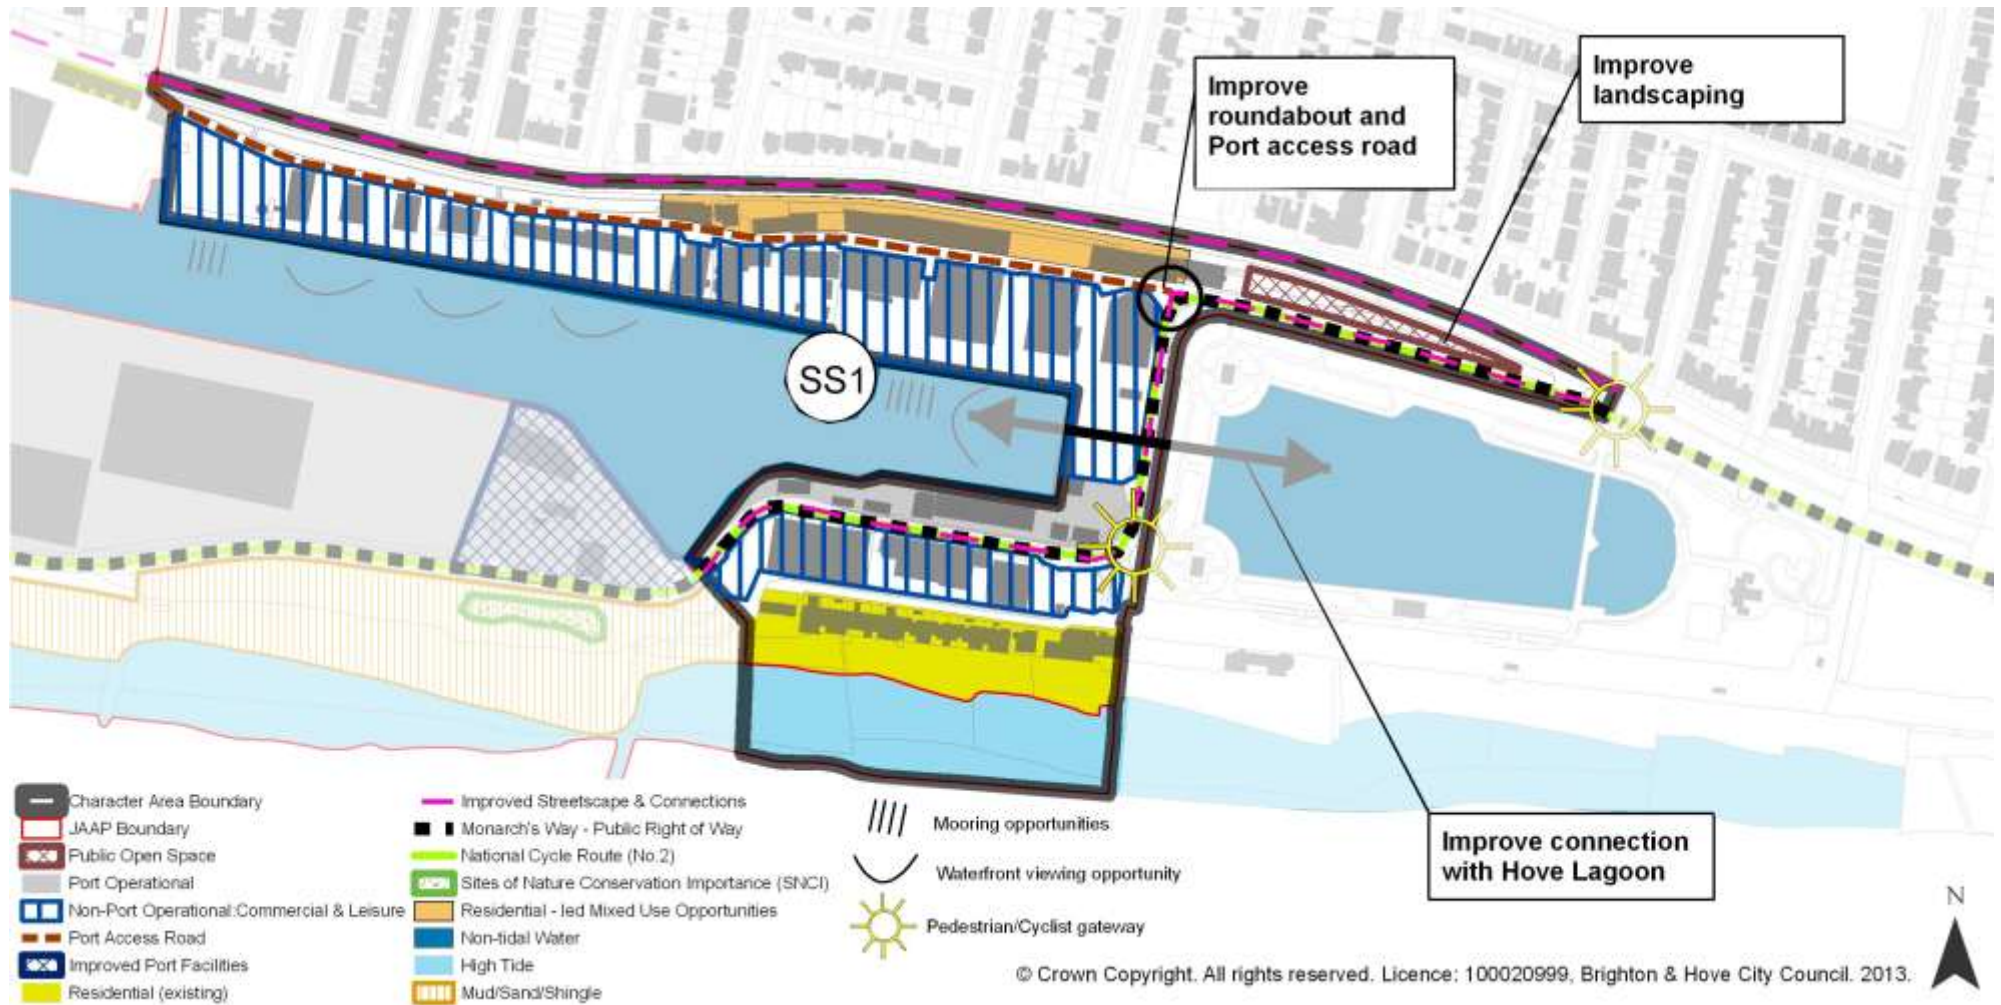 Improve
landscaping
Improve
roundabout and
Port access road
SS1
Improve connection
with Hove Lagoon
Character Area Boundary
JAAP Boundary
Public Open Space
Port Operational
Non-Port Operational:Commercial & Leisure
Port Access Road
Improved Port Facilities
Residential (existing)
Improved Streetscape & Connections
Monarch's Way - Public Right of Way
National Cycle Route (No.2)
Sites of Nature Conservation Importance (SNCI)
Residential - led Mixed Use Opportunities
Non-tidal Water
High Tide
Mud/Sand/Shingle
Mooring opportunities
Waterfront viewing opportunity
Pedestrian/Cyclist gateway
N
© Crown Copyright. All rights reserved. Licence: 100020999, Brighton & Hove City Council. 2013.